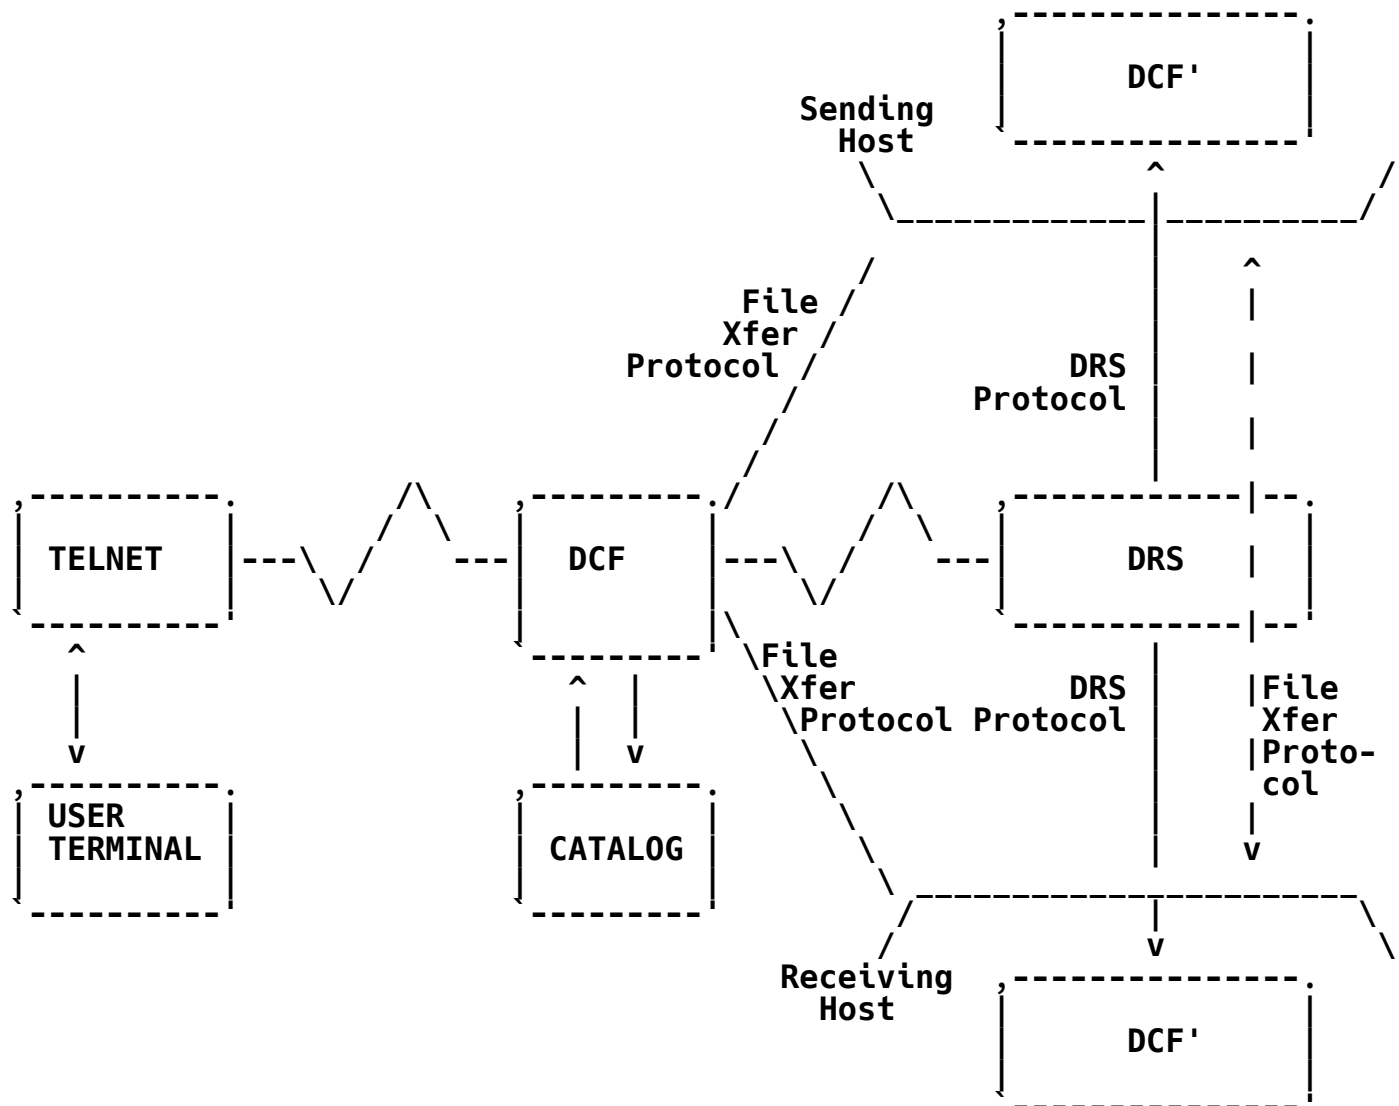 DCF'
Sending
Host
File
Xfer
Protocol
DRS
Protocol
TELNET
DCF
DRS
File
Xfer
Protocol
DRS
Protocol
File
Xfer
Proto-
col
USER
TERMINAL
CATALOG
Receiving
Host
DCF'